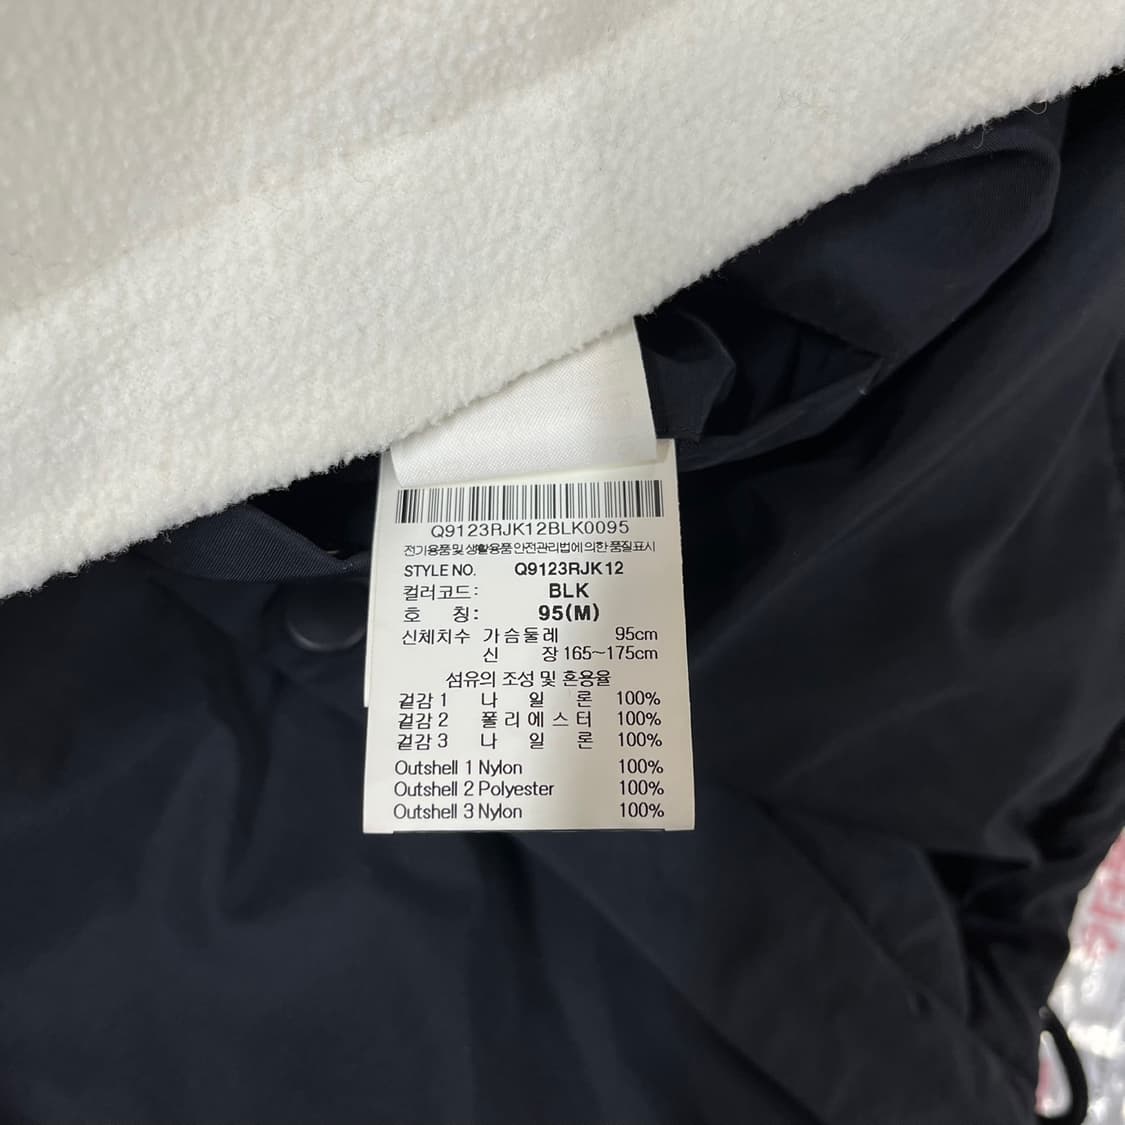 Q9123RJK12BLK0095
전기용품 및 생활용품 안전관리법에 의한 품질표시
STYLE NO. Q9123RJK12
컬러코드: BLK
호 칭: 95(M)
신체치수 가슴둘레 95cm
신 장 165~175cm
섬유의 조성 및 혼용율
겉감 1 나 일 론 100%
겉감 2 폴리에스터 100%
겉감 3 나 일 론 100%
Outshell 1 Nylon 100%
Outshell 2 Polyester 100%
Outshell 3 Nylon 100%